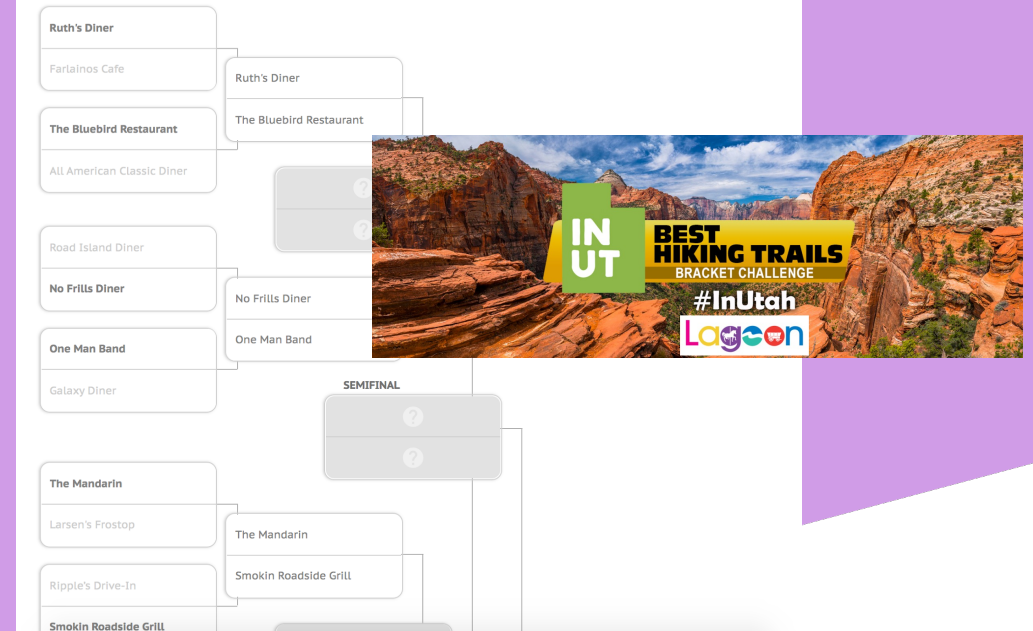 Ruth's Diner
Farlainos Cafe
Ruth's Diner
The Bluebird Restaurant
The Bluebird Restaurant
All American Classic Diner
?
?
Road Island Diner
No Frills Diner
No Frills Diner
One Man Band
One Man Band
Galaxy Diner
IN
UT
BEST
HIKING TRAILS
BRACKET CHALLENGE
#InUtah
Lagoon
SEMIFINAL
?
?
The Mandarin
Larsen's Frostop
The Mandarin
Smokin Roadside Grill
Ripple's Drive-In
Smokin Roadside Grill